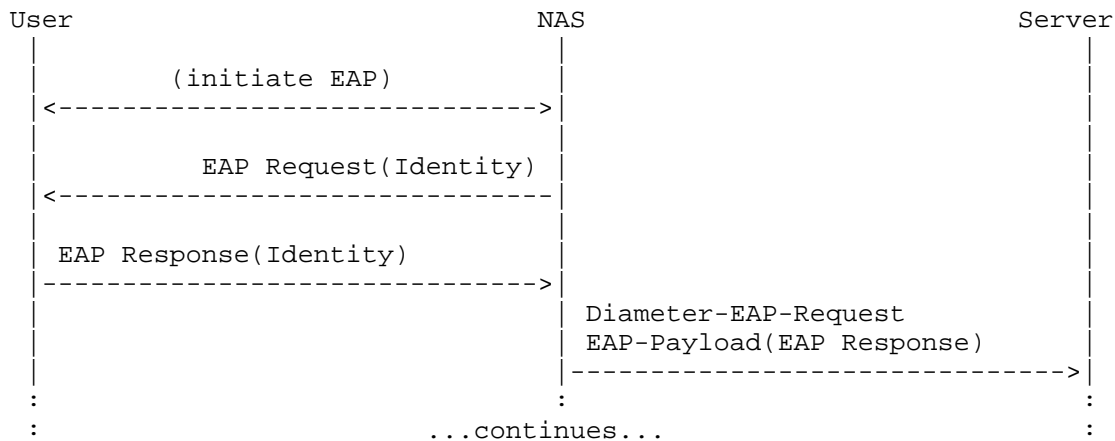 User NAS Server
(initiate EAP)
EAP Request(Identity)
EAP Response(Identity)
Diameter-EAP-Request
EAP-Payload(EAP Response)
...continues...